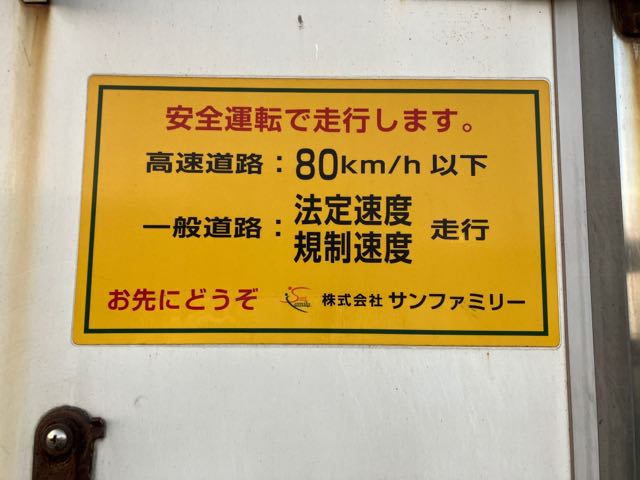 安全運転で走行します。
高速道路：80km/h 以下
一般道路：法定速度 走行
規制速度
お先にどうぞ 株式会社 サンファミリー